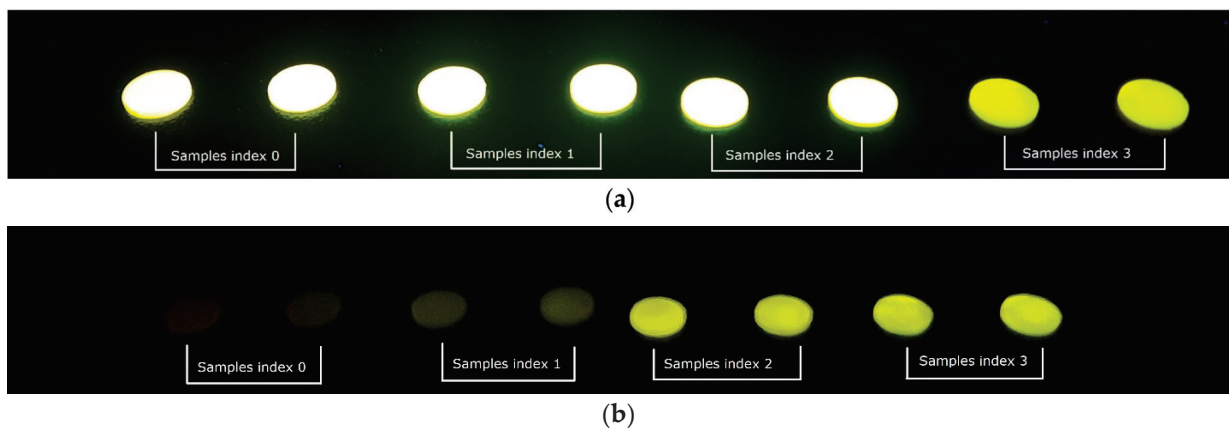 Samples index 0
Samples index 1
Samples index 2
Samples index 3
(a)
Samples index 0
Samples index 1
Samples index 2
Samples index 3
(b)